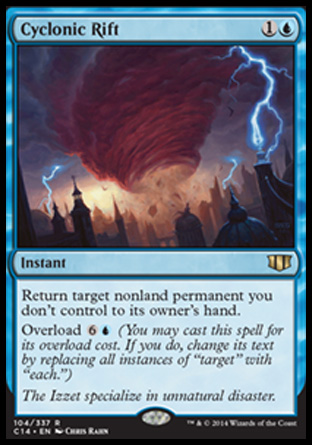 Cyclonic Rift 1
Instant
Return target nonland permanent you
don't control to its owner's hand.
Overload 6 (You may cast this spell for
its overload cost. If you do, change its text
by replacing all instances of "target" with
"each.")
The Izzet specialize in unnatural disaster.
104/337 R
C14 • EN Chris Rahn ™ & © 2014 Wizards of the Coast